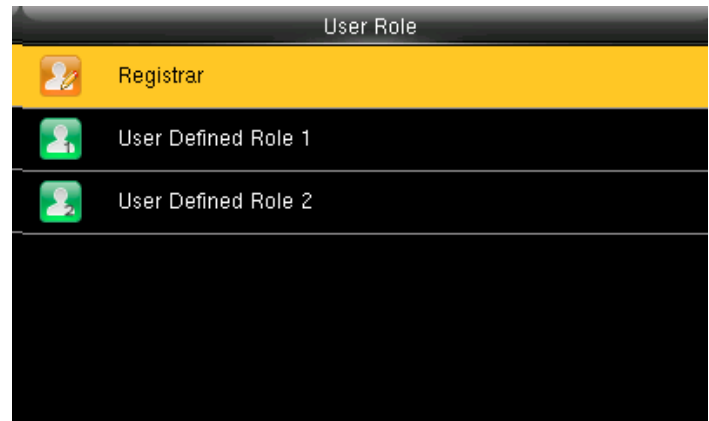 User Role
Registrar
User Defined Role 1
User Defined Role 2